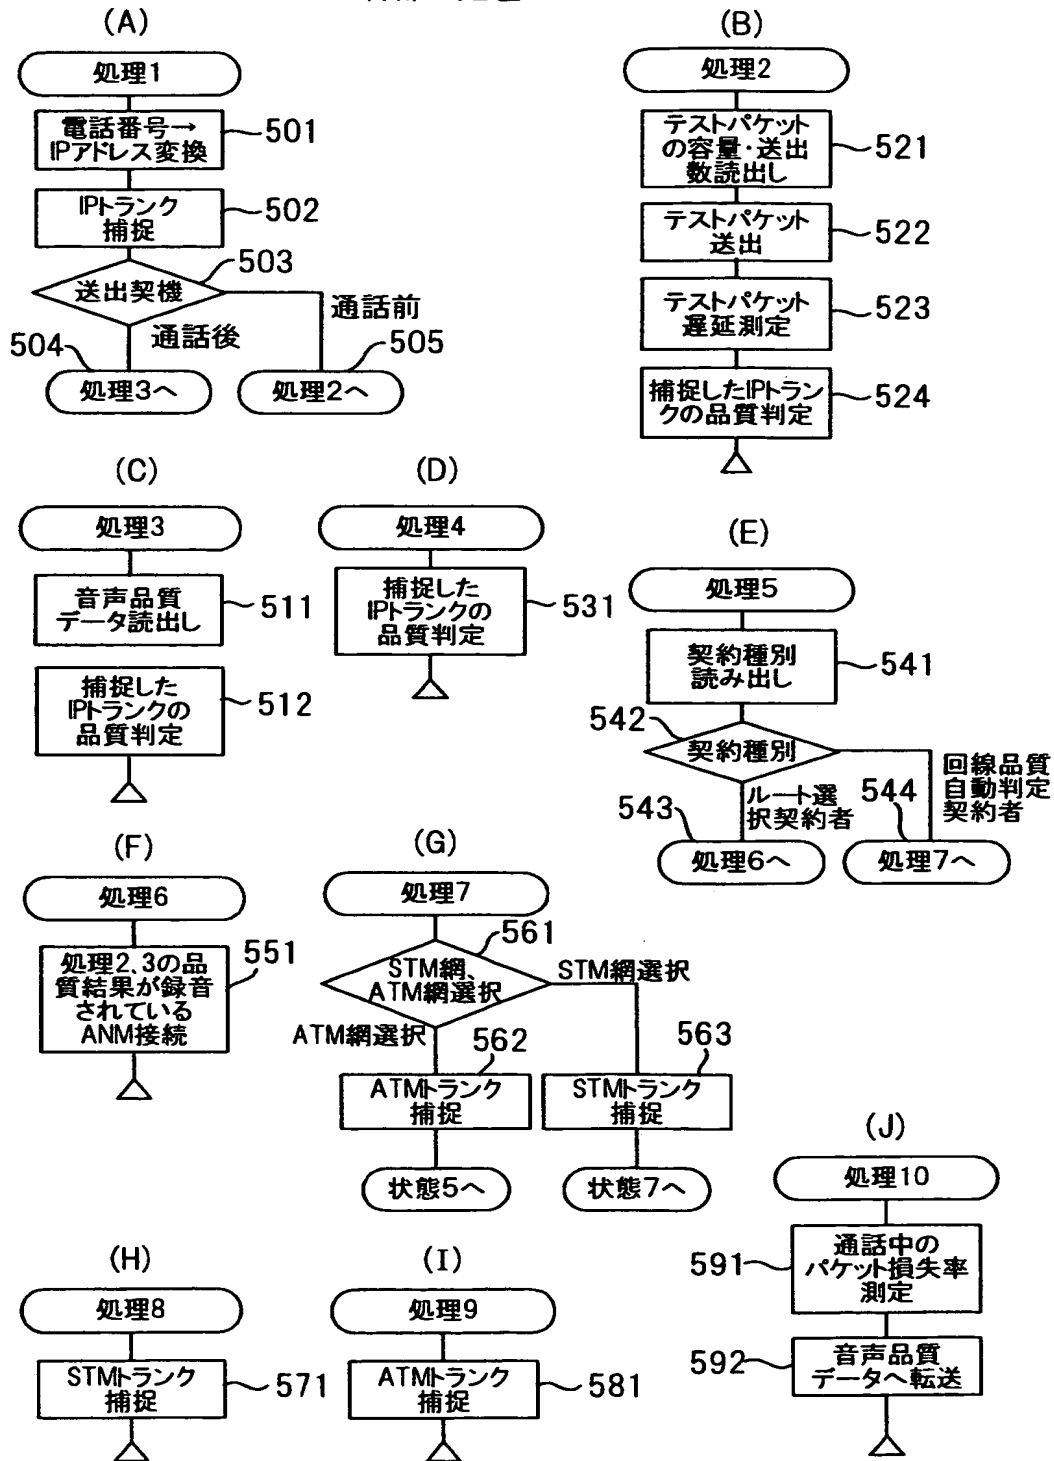 (A)
処理1
電話番号→
IPアドレス変換
501
IPトランク
捕捉
502
503
送出契機
通話前
通話後
504
505
処理3へ
処理2へ
(B)
処理2
テストパケット
の容量・送出
数読出し
521
テストパケット
送出
522
テストパケット
遅延測定
523
捕捉したIPトラン
クの品質判定
524
(C)
処理3
音声品質
データ読出し
511
捕捉した
IPトランクの
品質判定
512
(D)
処理4
捕捉した
IPトランクの
品質判定
531
(E)
処理5
契約種別
読み出し
541
542
契約種別
回線品質
自動判定
契約者
ルート選
択契約者
543
544
処理6へ
処理7へ
(F)
処理6
処理2、3の品
質結果が録音
されている
ANM接続
551
(G)
処理7
561
STM網、
ATM網選択
STM網選択
ATM網選択
562
563
ATMトランク
捕捉
STMトランク
捕捉
状態5へ
状態7へ
(H)
処理8
STMトランク
捕捉
571
(I)
処理9
ATMトランク
捕捉
581
(J)
処理10
591
通話中の
パケット損失率
測定
592
音声品質
データへ転送